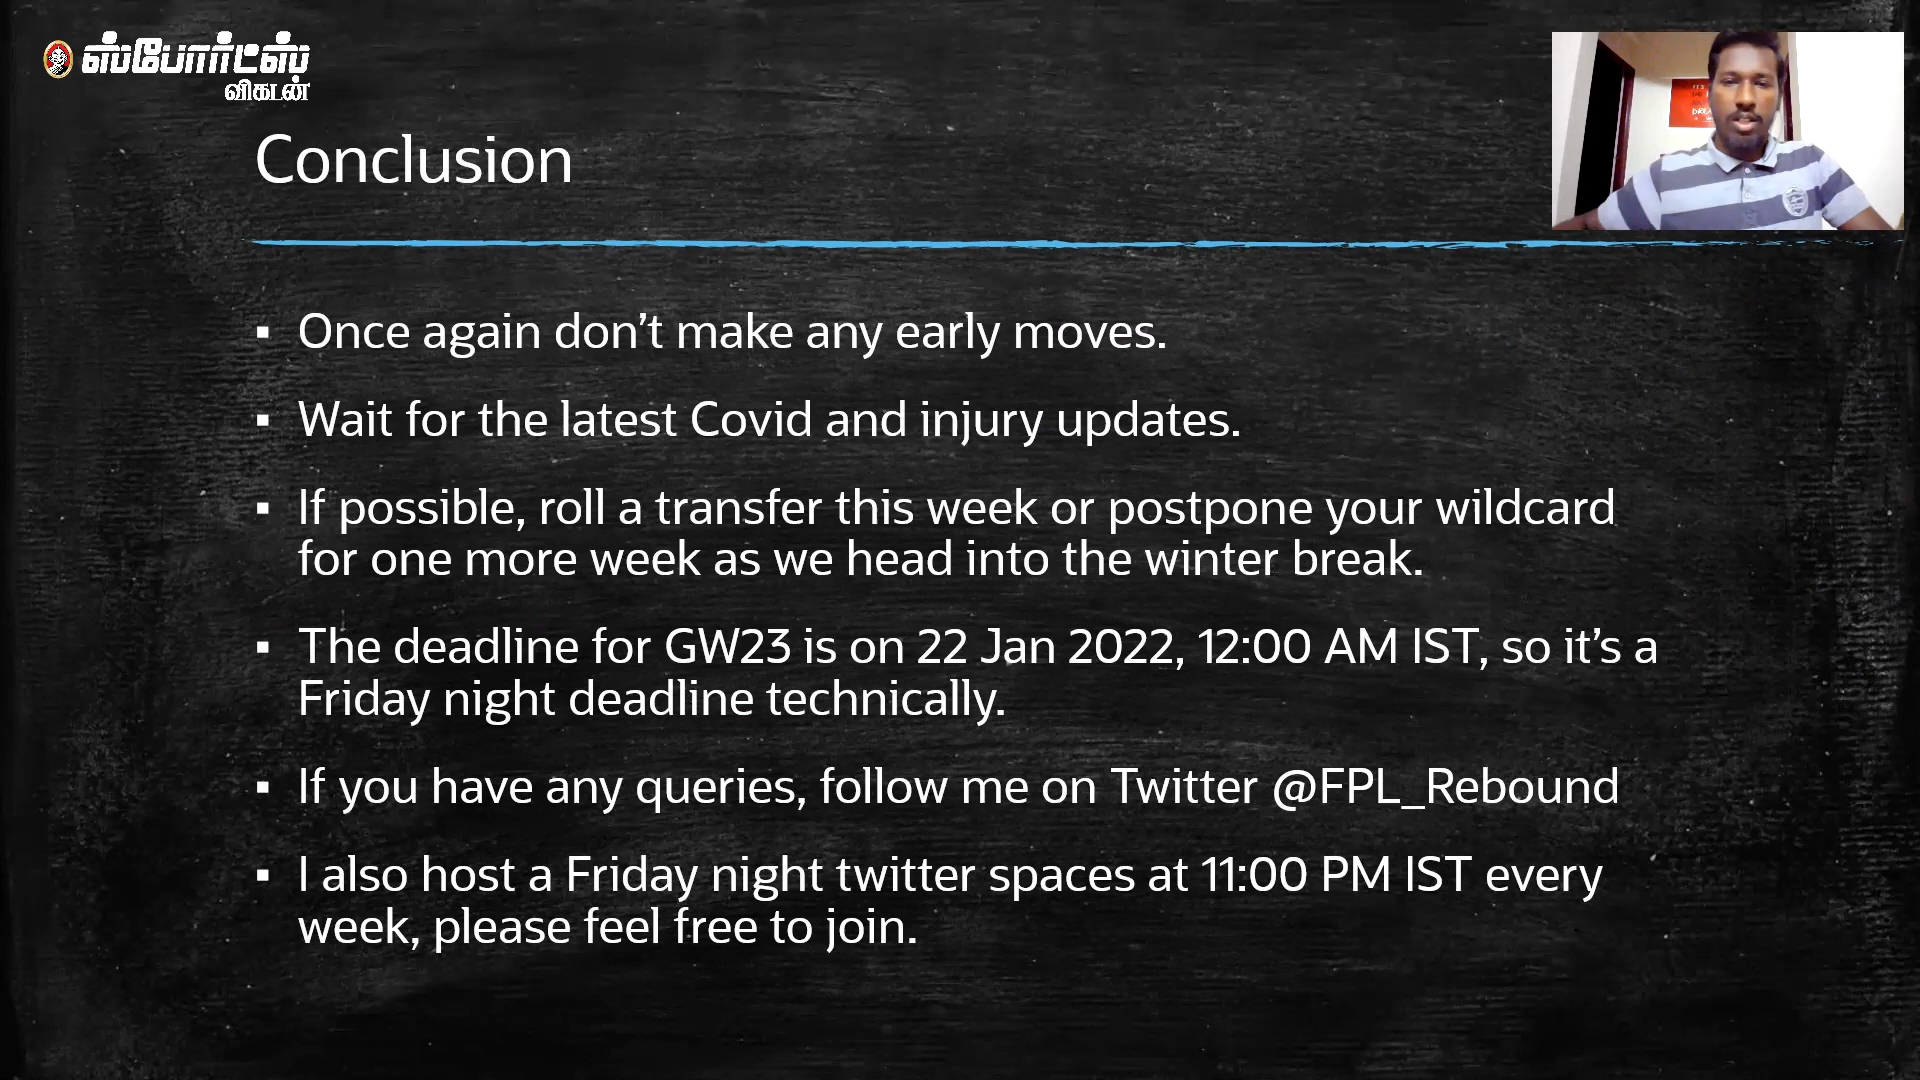 ஸ்போர்ட்ஸ்
விகடன்
Conclusion
▪ Once again don’t make any early moves.
▪ Wait for the latest Covid and injury updates.
▪ If possible, roll a transfer this week or postpone your wildcard
for one more week as we head into the winter break.
▪ The deadline for GW23 is on 22 Jan 2022, 12:00 AM IST, so it’s a
Friday night deadline technically.
▪ If you have any queries, follow me on Twitter @FPL_Rebound
▪ I also host a Friday night twitter spaces at 11:00 PM IST every
week, please feel free to join.